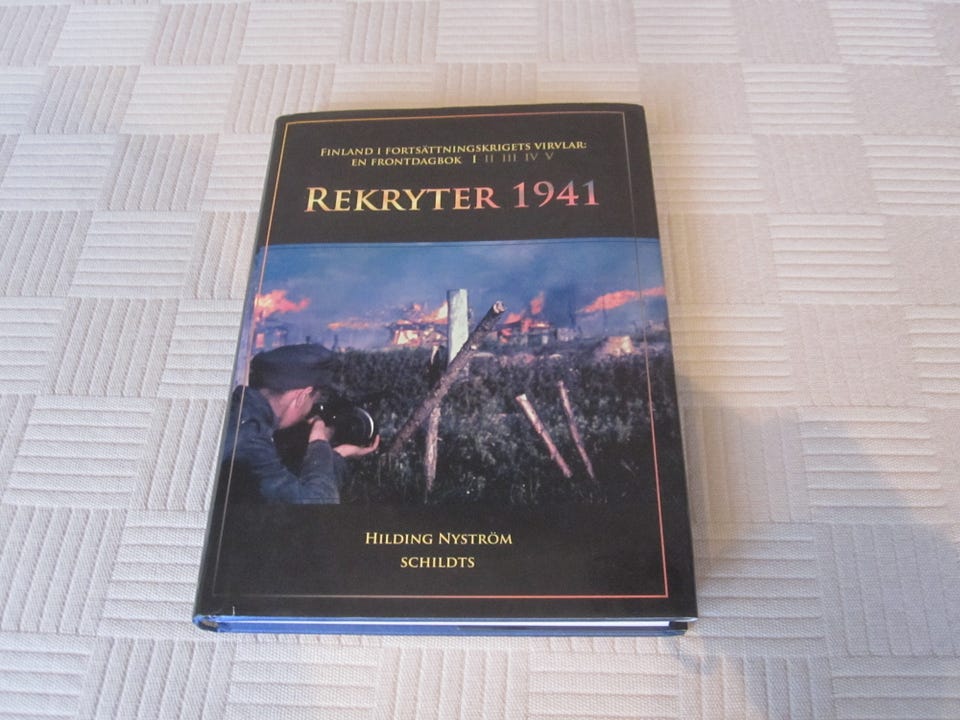 FINLAND I FORTSÄTTNINGSKRIGETS VIRVLAR:
EN FRONTDAGBOK I II III IV V
REKRYTER 1941
HILDING NYSTRÖM
SCHILDTS